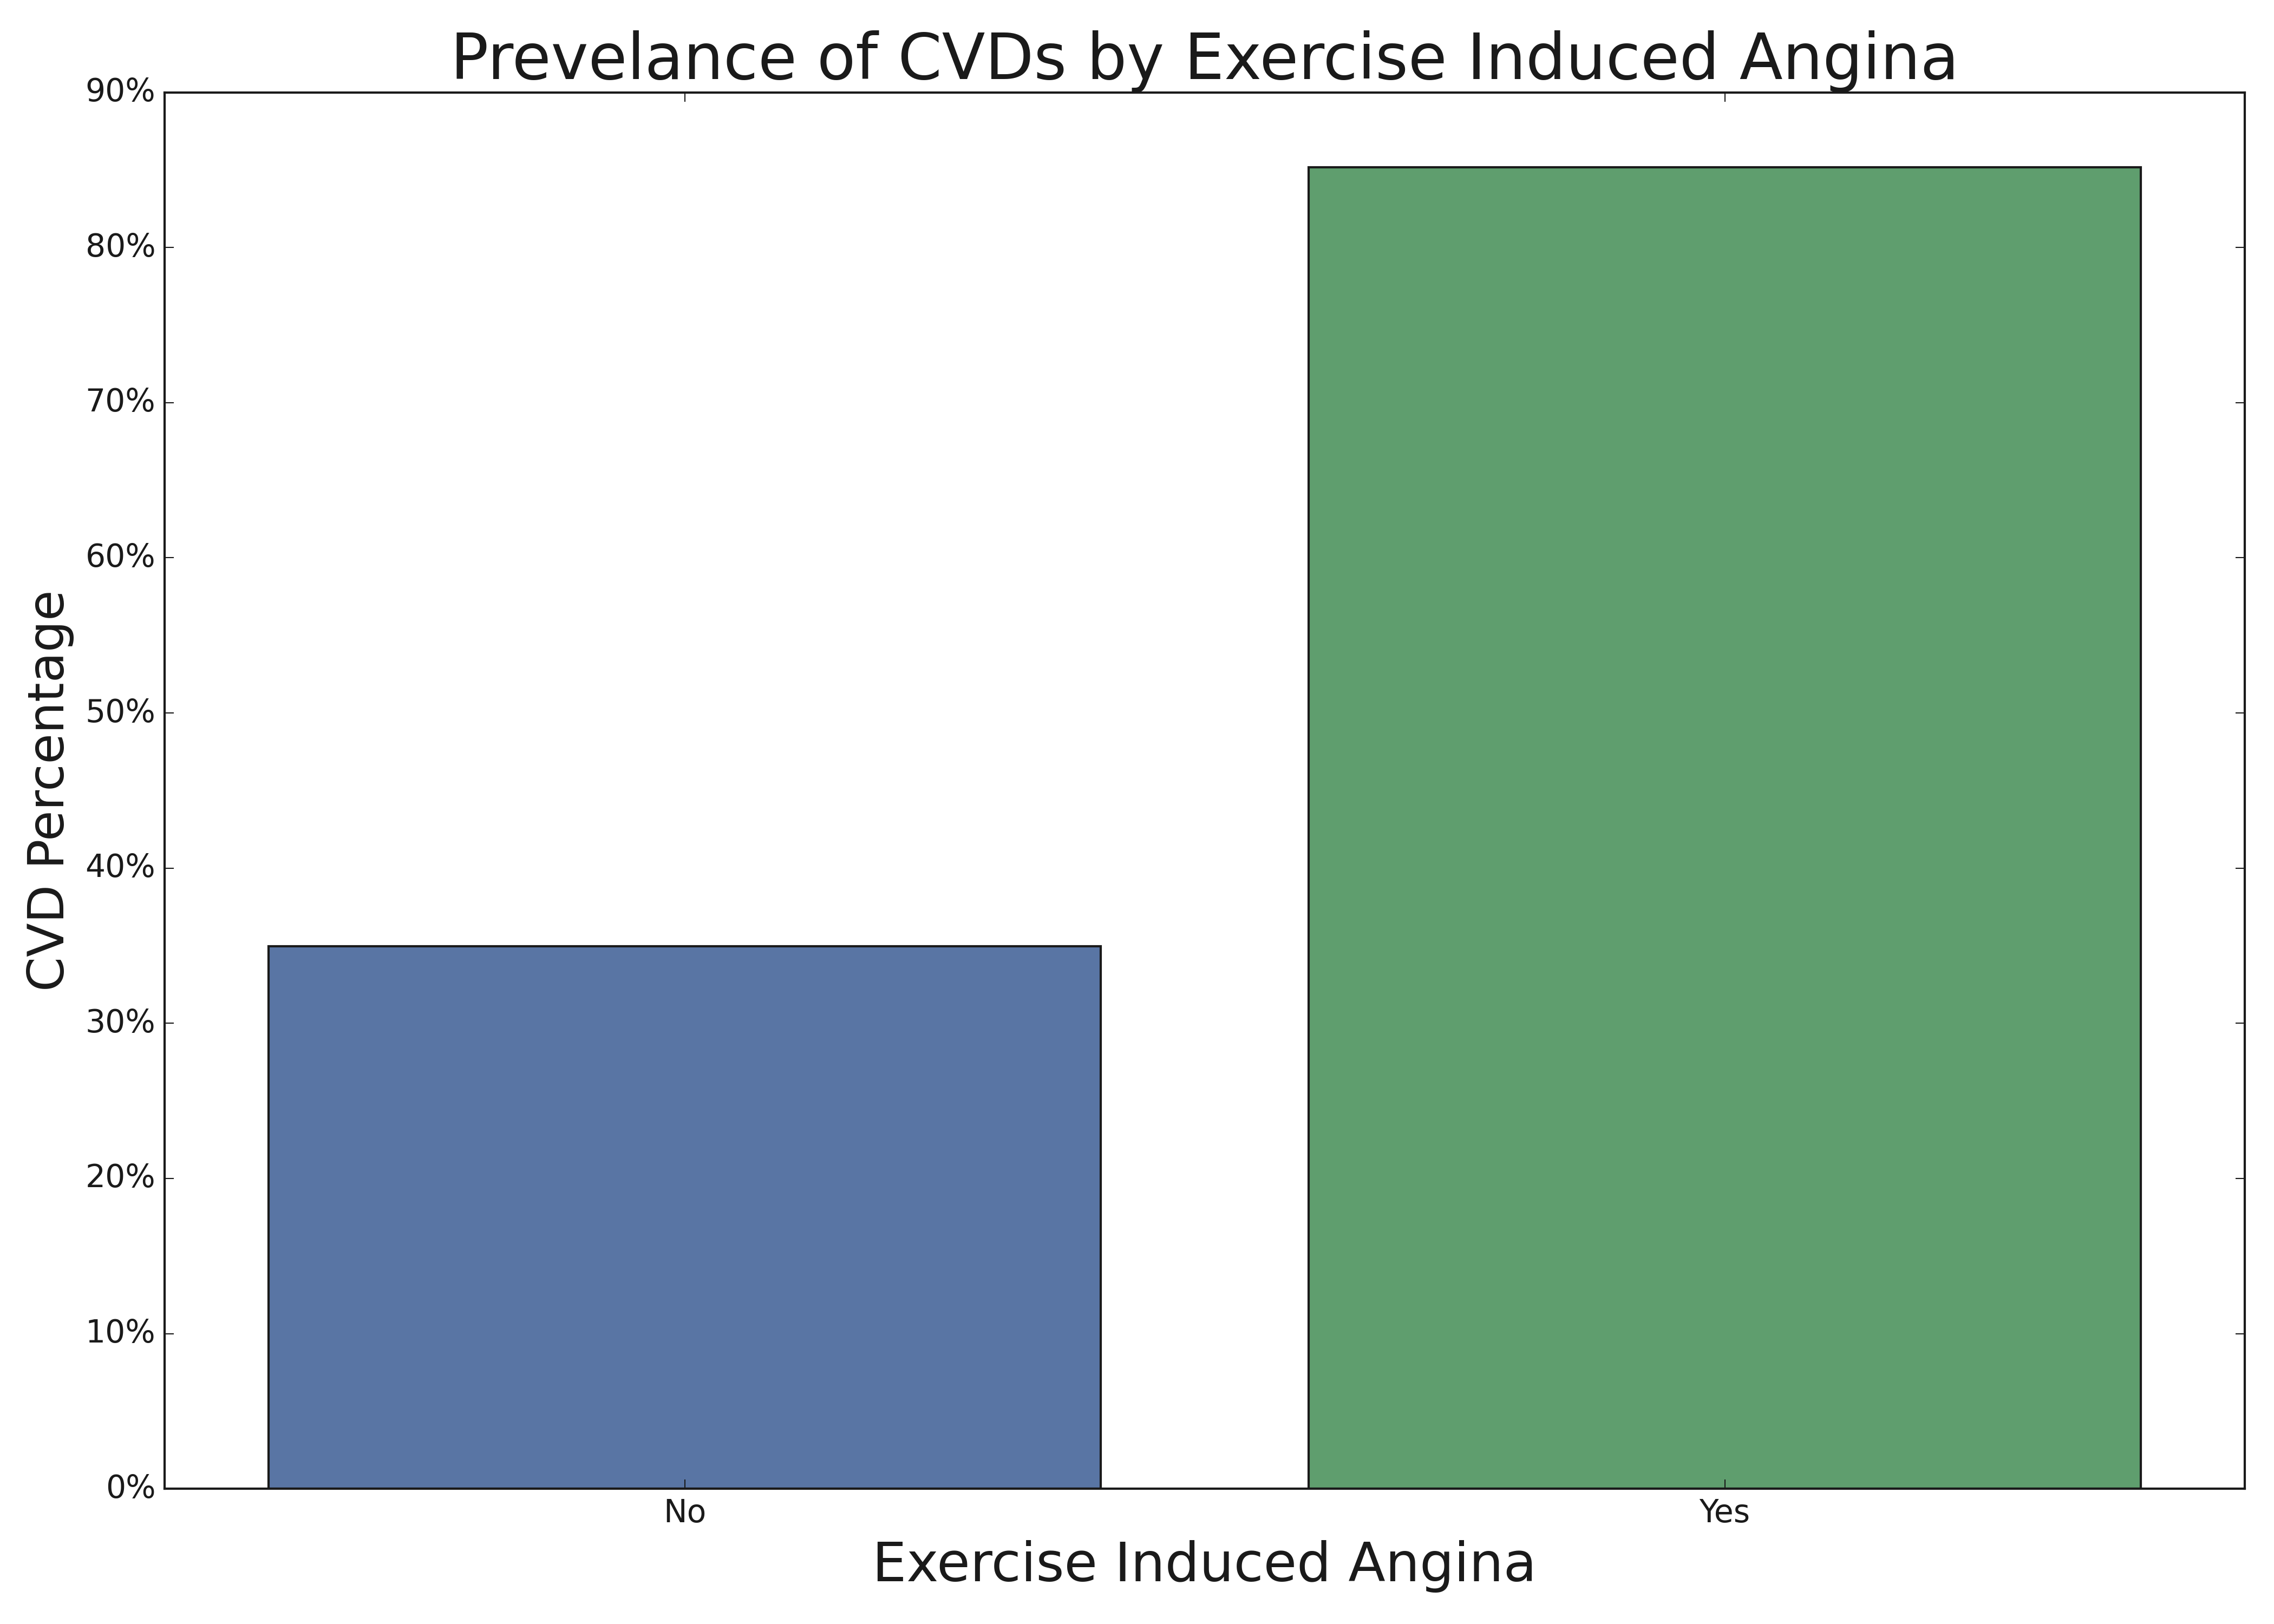 Prevelance of CVDs by Exercise Induced Angina
90%
80%
70%
60%
50%
40%
30%
20%
10%
0%
CVD Percentage
No
Yes
Exercise Induced Angina